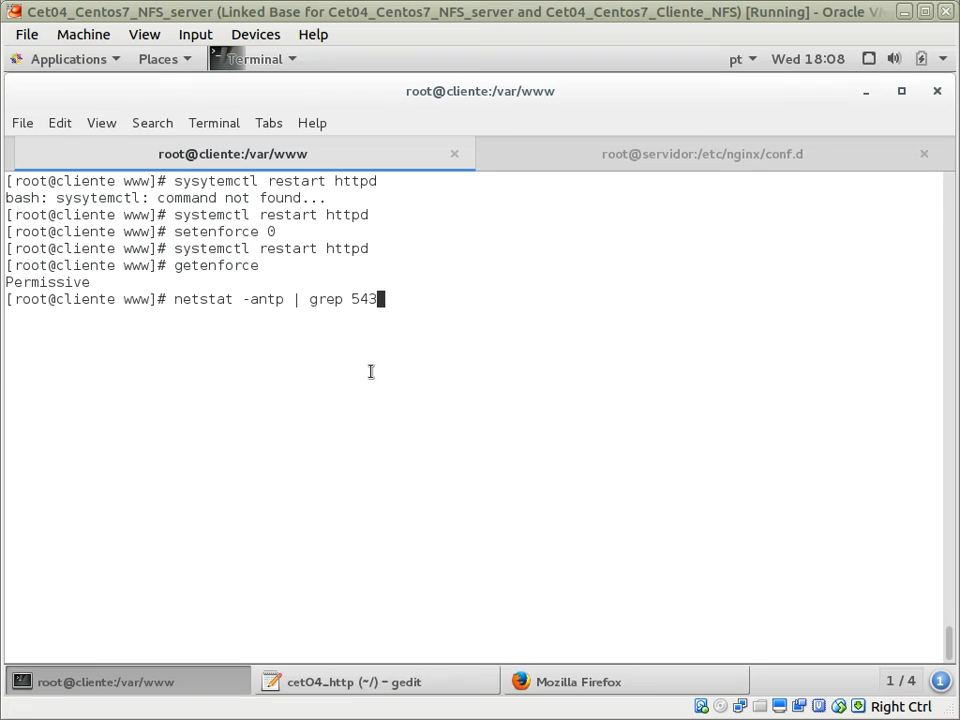 Cet04_Centos7_NFS_server (Linked Base for Cet04_Centos7_NFS_server and Cet04_Centos7_Cliente_NFS) [Running] - Oracle
File Machine View Input Devices Help
Applications Places Terminal pt Wed 18:08
root@cliente:/var/www
File Edit View Search Terminal Tabs Help
root@cliente:/var/www root@servidor:/etc/nginx/conf.d
[root@cliente www]# sysytemctl restart httpd
bash: sysytemctl: command not found...
[root@cliente www]# systemctl restart httpd
[root@cliente www]# setenforce 0
[root@cliente www]# systemctl restart httpd
[root@cliente www]# getenforce
Permissive
[root@cliente www]# netstat -antp | grep 543
root@cliente:/var/www cet04_http (~/) – gedit Mozilla Firefox 1 / 4 1
Right Ctrl